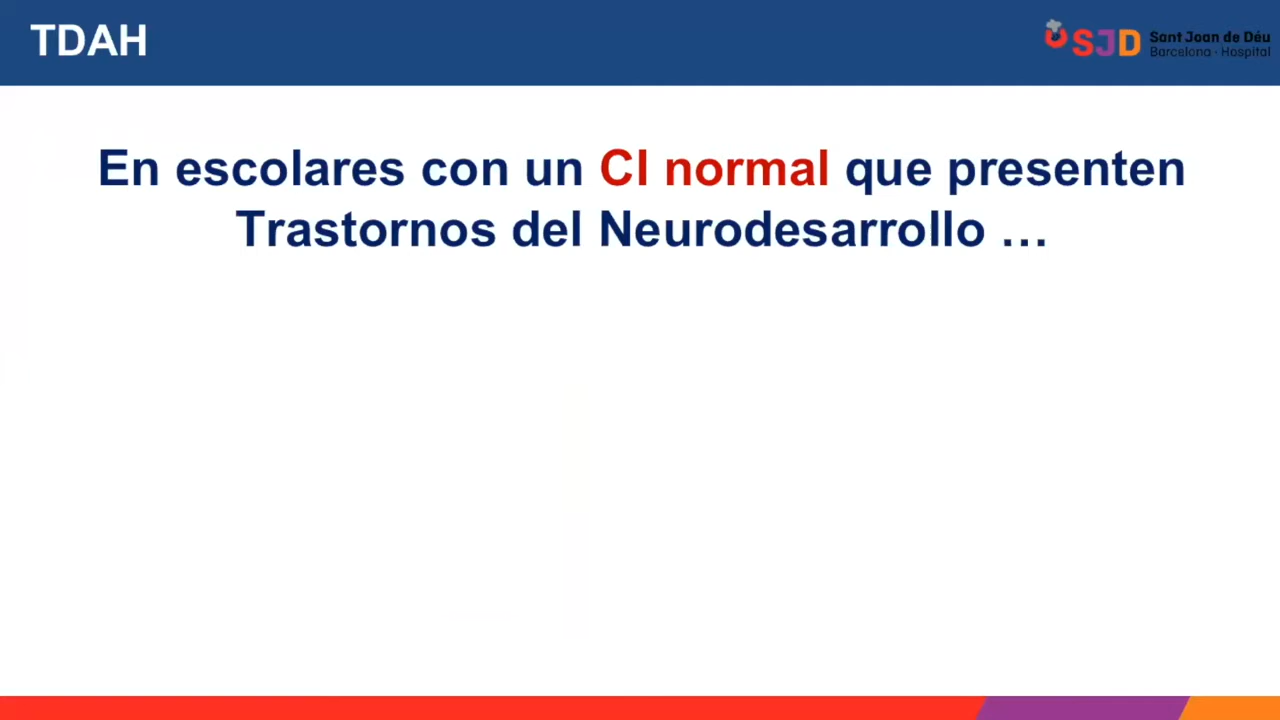 TDAH
SJD
Sant Joan de Déu
Barcelona · Hospital
En escolares con un CI normal que presenten
Trastornos del Neurodesarrollo …